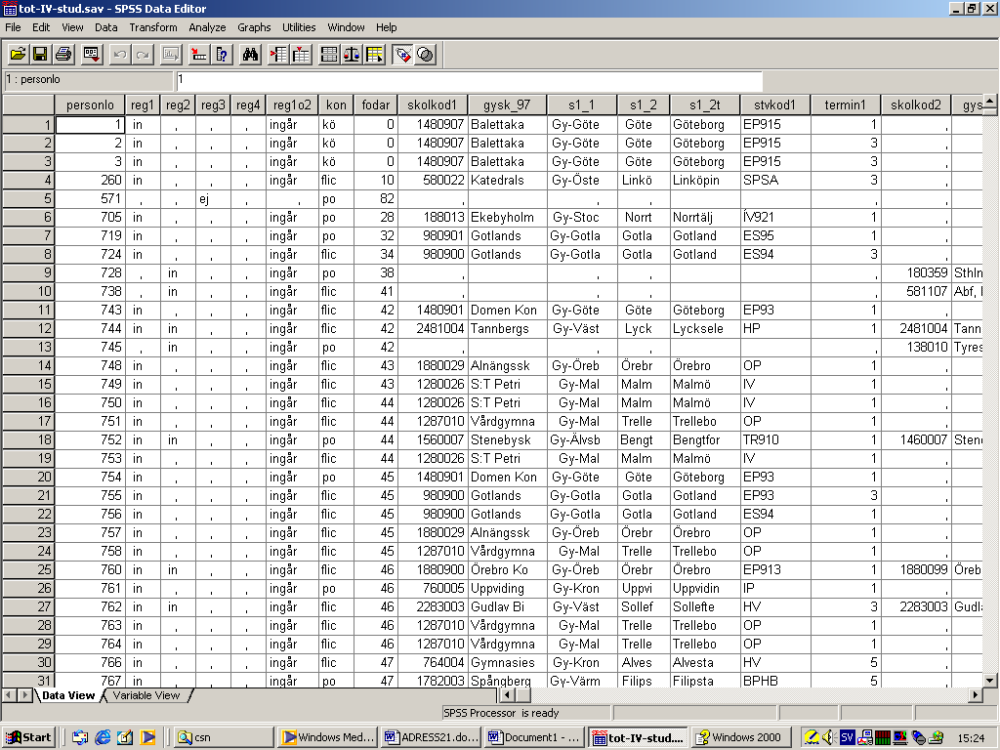 tot-IV-stud.sav - SPSS Data Editor
File Edit View Data Transform Analyze Graphs Utilities Window Help
1 : personlo 1
personlo reg1 reg2 reg3 reg4 reg1o2 kon fodar skolkod1 gysk_97 s1_1 s1_2 s1_2t stvkod1 termin1 skolkod2 gys
1 1 in , , , ingår kö 0 1480907 Balettaka Gy-Göte Göte Göteborg EP915 1 ,
2 2 in , , , ingår kö 0 1480907 Balettaka Gy-Göte Göte Göteborg EP915 3 ,
3 3 in , , , ingår kö 0 1480907 Balettaka Gy-Göte Göte Göteborg EP915 3 ,
4 260 in , , , ingår flic 10 580022 Katedrals Gy-Öste Linkö Linköpin SPSA 3 ,
5 571 , , ej , , po 82 , , , , ,
6 705 in , , , ingår po 28 188013 Ekebyholm Gy-Stoc Norrt Norrtälj ÍV921 1 ,
7 719 in , , , ingår po 32 980901 Gotlands Gy-Gotla Gotla Gotland ES95 1 ,
8 724 in , , , ingår flic 34 980900 Gotlands Gy-Gotla Gotla Gotland ES94 3 ,
9 728 , in , , ingår po 38 , , , , 180359 Sthln
10 738 , in , , ingår flic 41 , , , , 581107 Abf,
11 743 in , , , ingår flic 42 1480901 Domen Kon Gy-Göte Göte Göteborg EP93 1 ,
12 744 in in , , ingår flic 42 2481004 Tannbergs Gy-Väst Lyck Lycksele HP 1 2481004 Tann
13 745 , in , , ingår po 42 , , , , 138010 Tyres
14 748 in , , , ingår flic 43 1880029 Alnängssk Gy-Öreb Örebr Örebro OP 1 ,
15 749 in , , , ingår flic 43 1280026 S:T Petri Gy-Mal Malm Malmö IV 1 ,
16 750 in , , , ingår flic 44 1280026 S:T Petri Gy-Mal Malm Malmö IV 1 ,
17 751 in , , , ingår flic 44 1287010 Vårdgymna Gy-Mal Trelle Trellebo OP 1 ,
18 752 in in , , ingår po 44 1560007 Stenebysk Gy-Älvsb Bengt Bengtfor TR910 1 1460007 Sten
19 753 in , , , ingår flic 44 1280026 S:T Petri Gy-Mal Malm Malmö IV 1 ,
20 754 in , , , ingår po 45 1480901 Domen Kon Gy-Göte Göte Göteborg EP93 1 ,
21 755 in , , , ingår flic 45 980900 Gotlands Gy-Gotla Gotla Gotland EP93 3 ,
22 756 in , , , ingår flic 45 980900 Gotlands Gy-Gotla Gotla Gotland ES94 1 ,
23 757 in , , , ingår flic 45 1880029 Alnängssk Gy-Öreb Örebr Örebro OP 1 ,
24 758 in , , , ingår flic 45 1287010 Vårdgymna Gy-Mal Trelle Trellebo OP 1 ,
25 760 in in , , ingår flic 46 1880900 Örebro Ko Gy-Öreb Örebr Örebro EP913 1 1880099 Öreb
26 761 in , , , ingår po 46 760005 Uppviding Gy-Kron Uppvi Uppvidin IP 1 ,
27 762 in in , , ingår flic 46 2283003 Gudlav Bi Gy-Väst Sollef Sollefte HV 3 2283003 Gudl
28 763 in , , , ingår flic 46 1287010 Vårdgymna Gy-Mal Trelle Trellebo OP 1 ,
29 764 in , , , ingår flic 46 1287010 Vårdgymna Gy-Mal Trelle Trellebo OP 1 ,
30 766 in , , , ingår flic 47 764004 Gymnasies Gy-Kron Alves Alvesta HV 5 ,
31 767 in , , , ingår po 47 1782003 Spångberg Gy-Värm Filips Filipsta BPHB 5 ,
Data View Variable View
SPSS Processor is ready
Start csn Windows Med... ADRESS21.do... Document1 - ... tot-IV-stud.... Windows 2000 SV 15:24